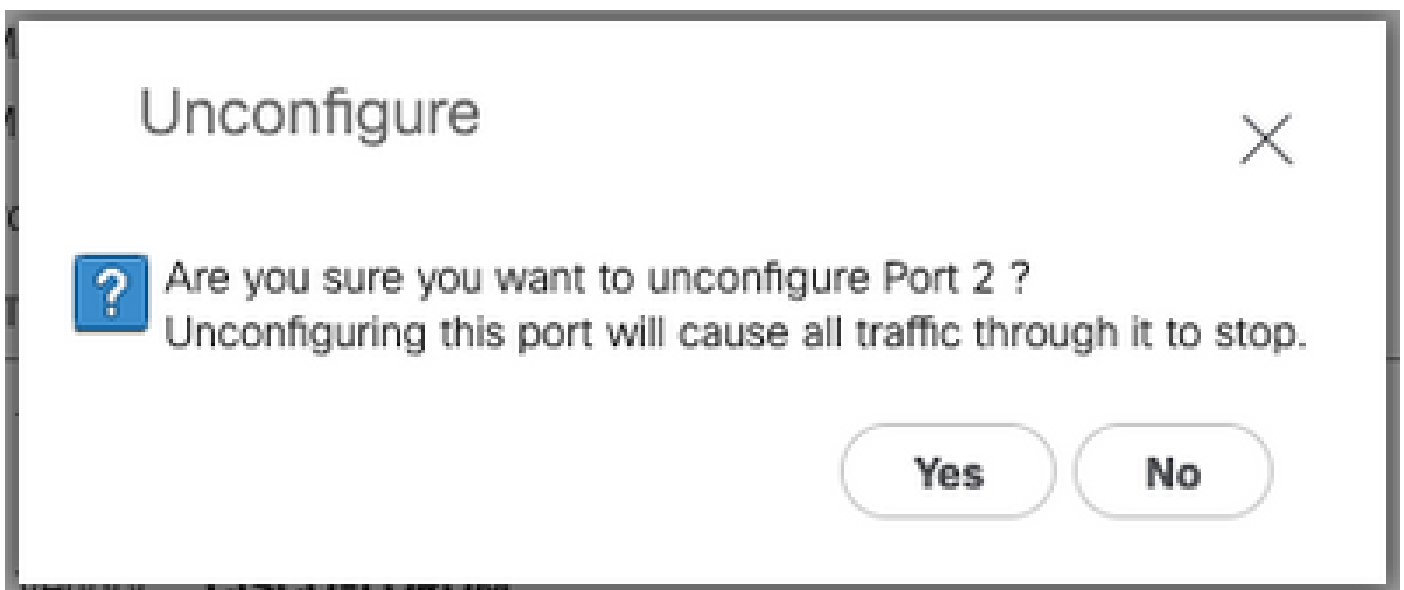 Unconfigure
Are you sure you want to unconfigure Port 2 ?
Unconfiguring this port will cause all traffic through it to stop.
Yes
No